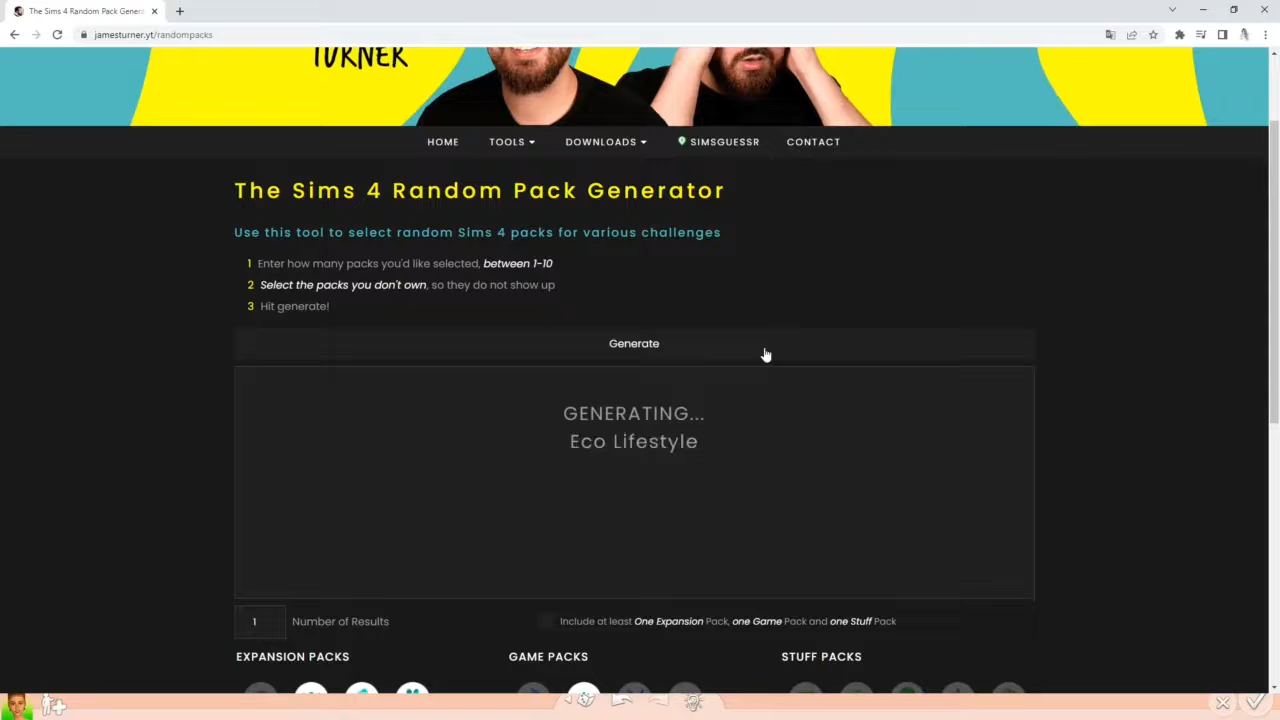 The Sims 4 Random Pack Genera
jamesturner.yt/randompacks
TURNER
HOME
TOOLS
DOWNLOADS
SIMSGUESSR
CONTACT
The Sims 4 Random Pack Generator
Use this tool to select random Sims 4 packs for various challenges
1 Enter how many packs you'd like selected, between 1-10
2 Select the packs you don't own, so they do not show up
3 Hit generate!
Generate
GENERATING...
Eco Lifestyle
1 Number of Results
Include at least One Expansion Pack, one Game Pack and one Stuff Pack
EXPANSION PACKS
GAME PACKS
STUFF PACKS